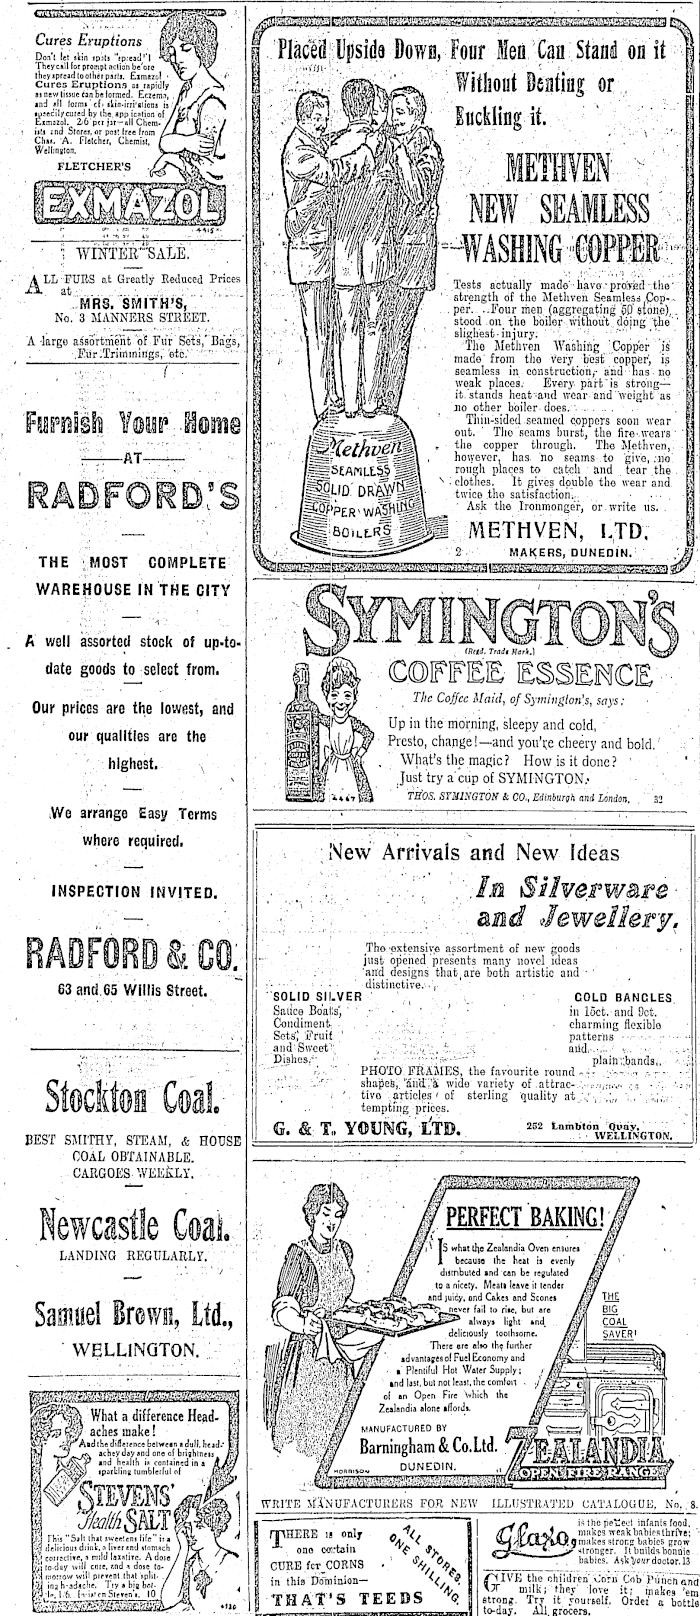 Cures Eruptions
Don't let skin spots "spread"!
They call for prompt action before
they spread to other parts. Exmazol
Cures Eruptions as rapidly
as new tissue can be formed. Eczema,
and all forms of skin-irritations is
speedily cured by the application of
Exmazol. 2/6 per jar—all Chem-
ists and Stores, or post free from
Chas. A. Fletcher, Chemist,
Wellington.
FLETCHER'S
EXMAZOL
WINTER SALE.
ALL FURS at Greatly Reduced Prices
at
MRS. SMITH'S,
No. 3 MANNERS STREET.
A large assortment of Fur Sets, Bags,
Fur Trimmings, etc.
Furnish Your Home
—AT—
RADFORD'S
THE MOST COMPLETE
WAREHOUSE IN THE CITY
A well assorted stock of up-to-
date goods to select from.
Our prices are the lowest, and
our qualities are the
highest.
We arrange Easy Terms
where required.
INSPECTION INVITED.
RADFORD & CO.
63 and 65 Willis Street.
Stockton Coal.
BEST SMITHY, STEAM, & HOUSE
COAL OBTAINABLE.
CARGOES WEEKLY.
Newcastle Coal.
LANDING REGULARLY.
Samuel Brown, Ltd.,
WELLINGTON.
What a difference Head-
aches make!
And the difference between a dull, head-
achey day and one of brightness
and health is contained in a
sparkling tumblerful of
STEVENS'
Health SALT
This "Salt that sweetens life" is a
delicious drink, a liver and stomach
corrective, a mild laxative. A dose
to-day will cure, and a dose to-
morrow will prevent that split-
ting headache. Try a big bot-
tle, 1/6.
Placed Upside Down, Four Men Can Stand on it
Without Denting or
Buckling it.
METHVEN
NEW SEAMLESS
WASHING COPPER
Tests actually made have proved the
strength of the Methven Seamless Cop-
per. Four men (aggregating 50 stone)
stood on the boiler without doing the
slighest injury.
The Methven Washing Copper is
made from the very best copper, is
seamless in construction, and has no
weak places. Every part is strong—
it stands heat and wear and weight as
no other boiler does.
Thin-sided seamed coppers soon wear
out. The seams burst, the fire wears
the copper through. The Methven,
however, has no seams to give, no
rough places to catch and tear the
clothes. It gives double the wear and
twice the satisfaction.
Ask the Ironmonger, or write us.
METHVEN, LTD.
2 MAKERS, DUNEDIN.
Methven
SEAMLESS
SOLID DRAWN
COPPER WASHING
BOILERS
SYMINGTON'S
(Regd. Trade Mark.)
COFFEE ESSENCE
The Coffee Maid, of Symington's, says:
Up in the morning, sleepy and cold,
Presto, change!—and you're cheery and bold.
What's the magic? How is it done?
Just try a cup of SYMINGTON.
THOS. SYMINGTON & CO., Edinburgh and London. 32
New Arrivals and New Ideas
In Silverware
and Jewellery.
The extensive assortment of new goods
just opened presents many novel ideas
and designs that are both artistic and
distinctive.
SOLID SILVER
Sauce Boats,
Condiment
Sets, Fruit
and Sweet
Dishes.
GOLD BANGLES
in 15ct. and 9ct.
charming flexible
patterns
and
plain bands.
PHOTO FRAMES, the favourite round
shapes, and a wide variety of attrac-
tive articles of sterling quality at
tempting prices.
G. & T. YOUNG, LTD. 252 Lambton Quay,
WELLINGTON.
PERFECT BAKING!
IS what the Zealandia Oven ensures
because the heat is evenly
distributed and can be regulated
to a nicety. Meats leave it tender
and juicy, and Cakes and Scones
never fail to rise, but are
always light and
deliciously toothsome.
There are also the further
advantages of Fuel Economy and
a Plentiful Hot Water Supply;
and last, but not least, the comfort
of an Open Fire which the
Zealandia alone affords.
MANUFACTURED BY
Barningham & Co. Ltd.
DUNEDIN.
THE
BIG
COAL
SAVER!
ZEALANDIA
OPEN FIRE RANGE
WRITE MANUFACTURERS FOR NEW ILLUSTRATED CATALOGUE, No. 8.
THERE is only
one certain
CURE for CORNS
in this Dominion—
THAT'S TEEDS
ALL STORES
ONE SHILLING.
Glaxo,
is the perfect infants food,
makes weak babies thrive;
makes strong babies grow
stronger. It builds bonnie
babies. Ask your doctor. 13
GIVE the children Corn Cob Punch and
milk; they love it; makes 'em
strong. Try it yourself. Order a bottle
to-day. All grocers.